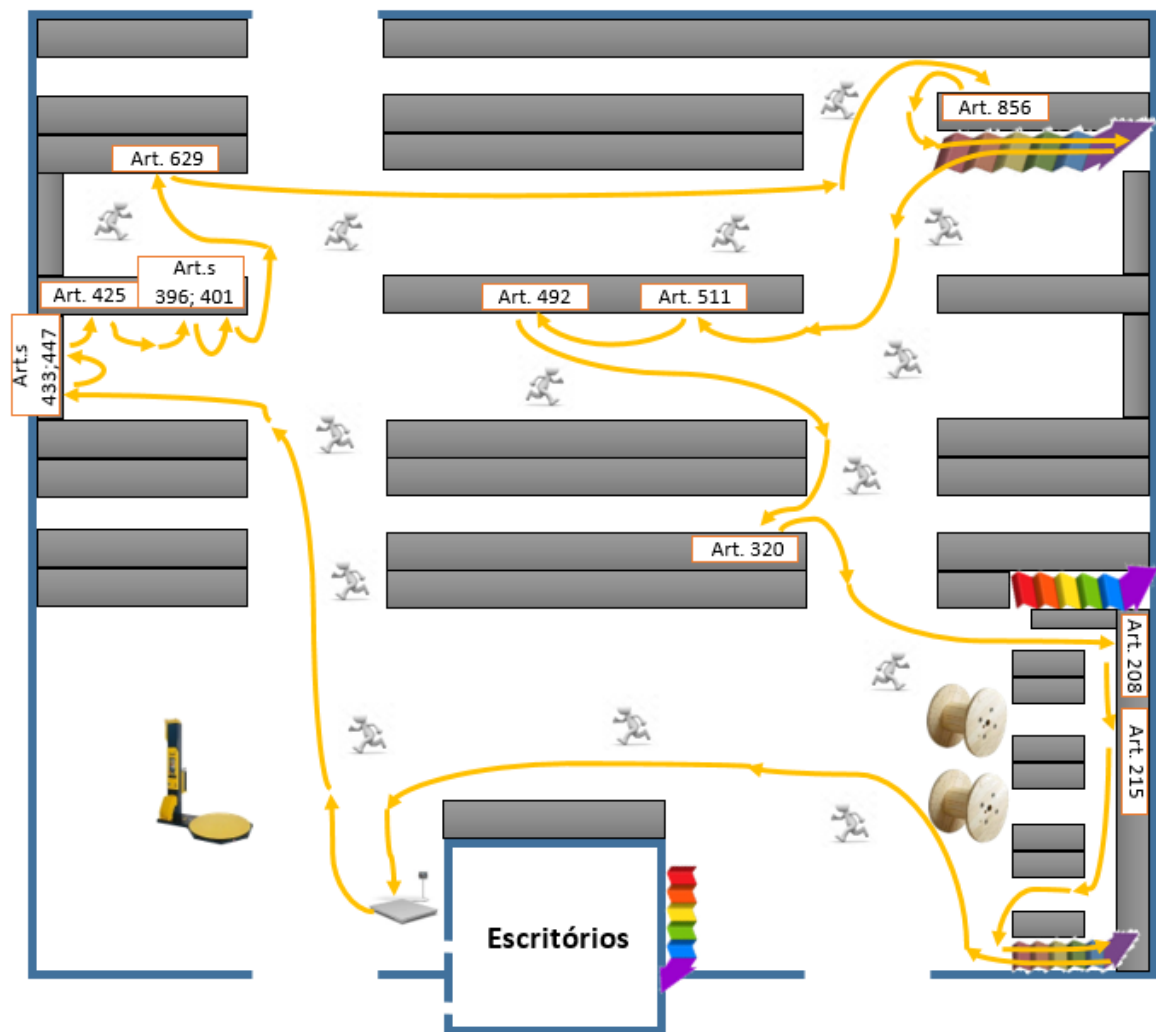 Art. 856
Art. 629
Art.s
396; 401
Art. 425
Art. 492
Art. 511
Art.s
433;447
Art. 320
Art. 208
Art. 215
Escritórios